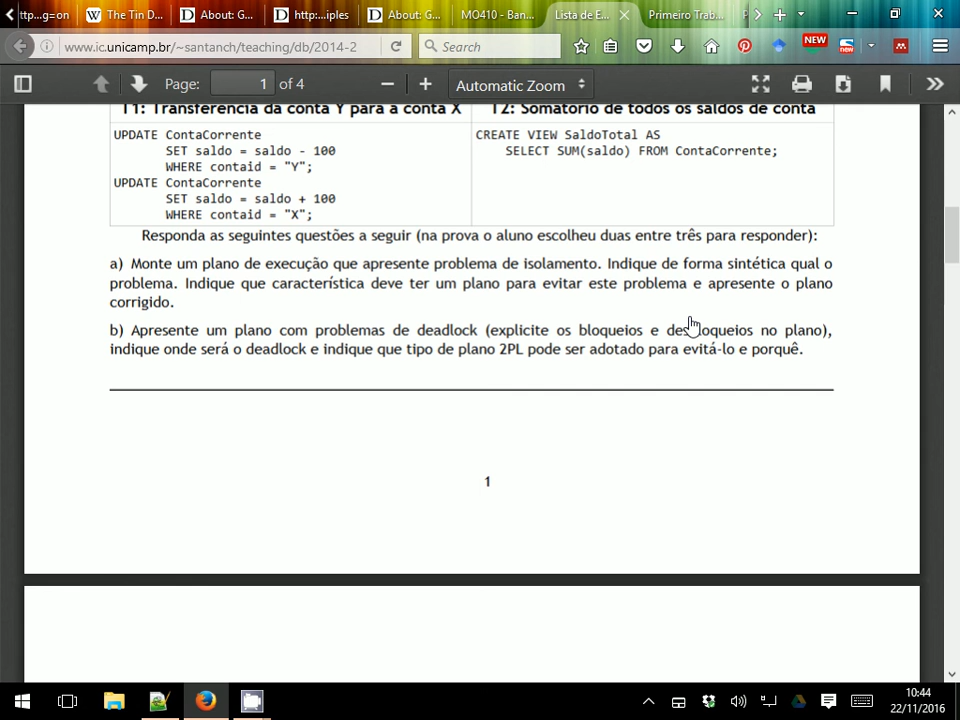 ttp...g=on
The Tin D...
About: G...
http:...iples
About: G...
MO410 - Ban...
Lista de E...
Primeiro Trab...
www.ic.unicamp.br/~santanch/teaching/db/2014-2
Search
NEW
NEW
Page: 1 of 4
Automatic Zoom
T1: Transferência da conta Y para a conta X
T2: Somatório de todos os saldos de conta
UPDATE ContaCorrente
SET saldo = saldo - 100
WHERE contaid = "Y";
UPDATE ContaCorrente
SET saldo = saldo + 100
WHERE contaid = "X";
CREATE VIEW SaldoTotal AS
SELECT SUM(saldo) FROM ContaCorrente;
Responda as seguintes questões a seguir (na prova o aluno escolheu duas entre três para responder):
a) Monte um plano de execução que apresente problema de isolamento. Indique de forma sintética qual o
problema. Indique que característica deve ter um plano para evitar este problema e apresente o plano
corrigido.
b) Apresente um plano com problemas de deadlock (explicite os bloqueios e desbloqueios no plano),
indique onde será o deadlock e indique que tipo de plano 2PL pode ser adotado para evitá-lo e porquê.
1
10:44
22/11/2016